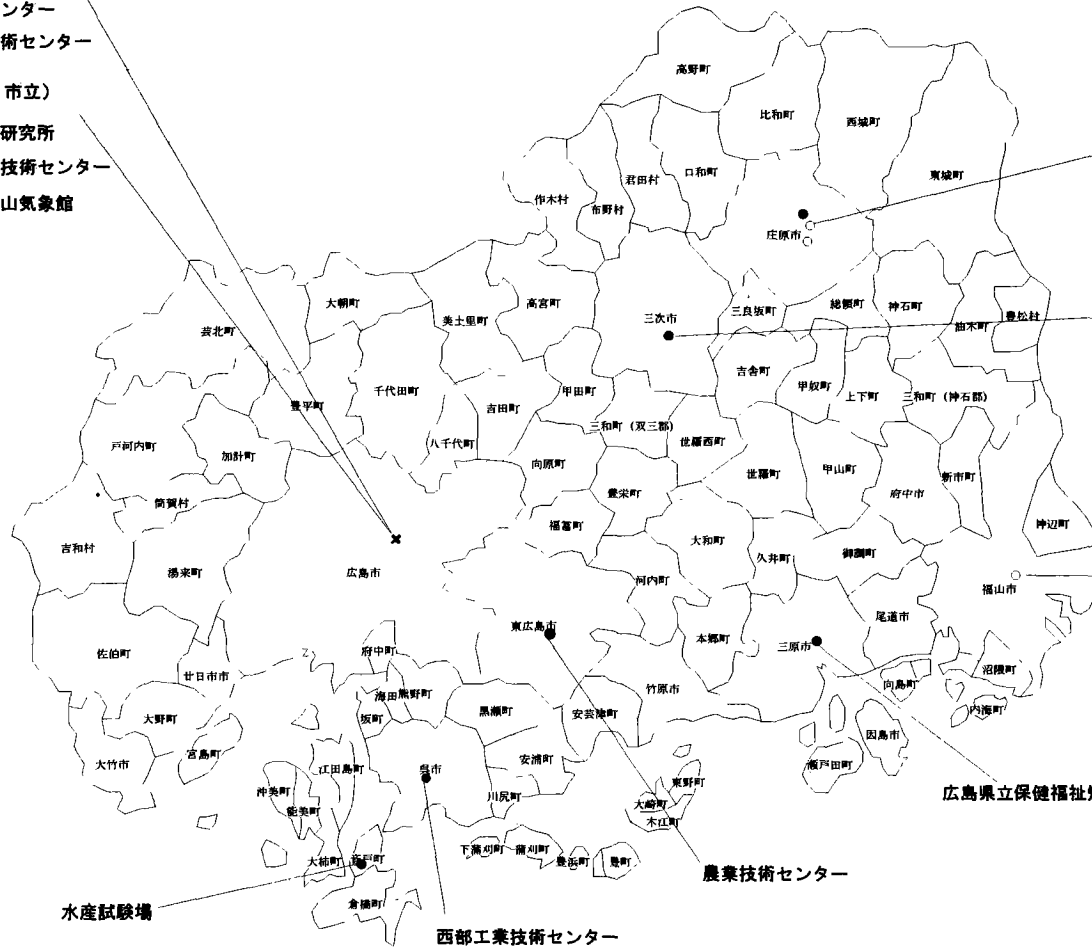 ンター
術センター
市立）
研究所
技術センター
山気象館
高野町
比和町
西城町
東城町
口和町
君田村
作木村
布野村
庄原市
大朝町
高宮町
美土里町
芸北町
三次市
三良坂町
総領町
神石町
油木町
豊松村
吉舎町
甲奴町
上下町
三和町（神石郡）
千代田町
甲田町
豊平町
吉田町
三和町（双三郡）
八千代町
世羅西町
戸河内町
加計町
向原町
世羅町
甲山町
新市町
府中市
筒賀村
豊栄町
福富町
神辺町
吉和村
大和町
御調町
久井町
湯来町
広島市
河内町
福山市
尾道市
東広島市
本郷町
三原市
佐伯町
府中町
廿日市市
沼隈町
向島町
竹原市
海田
熊野町
大野町
坂町
黒瀬町
安芸津町
内海町
因島市
宮島町
大竹市
安浦町
瀬戸田町
江田島町
呉市
東野町
沖美町
川尻町
広島県立保健福祉
能美町
大崎町
木江町
下蒲刈町
蒲刈町
豊浜町
豊町
大柿町
音戸町
農業技術センター
倉橋町
水産試験場
西部工業技術センター